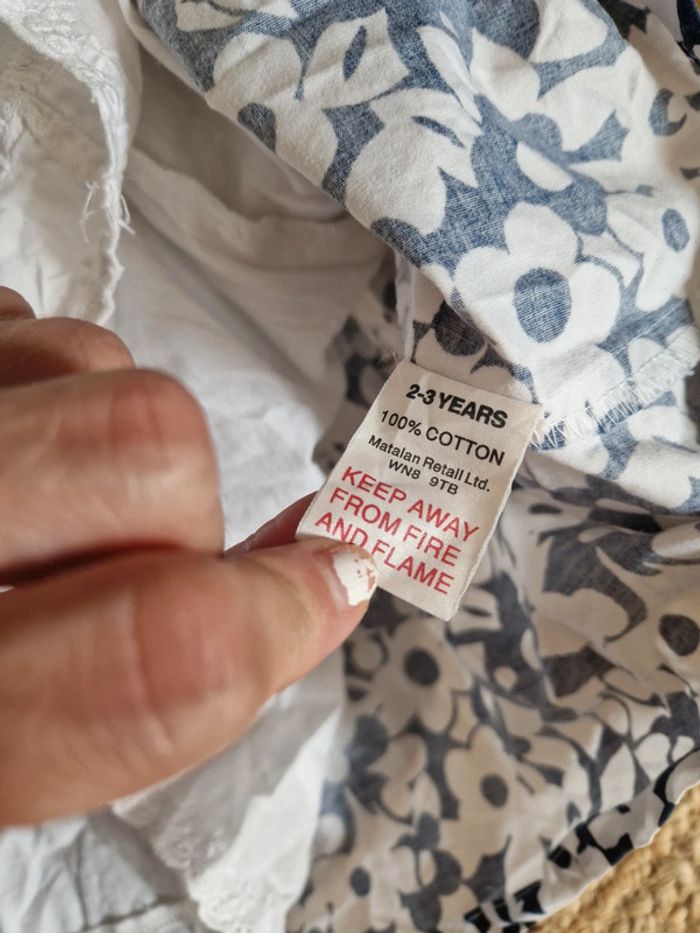 2-3 YEARS
100% COTTON
Matalan Retail Ltd.
WN8 9TB
KEEP AWAY
FROM FIRE
AND FLAME